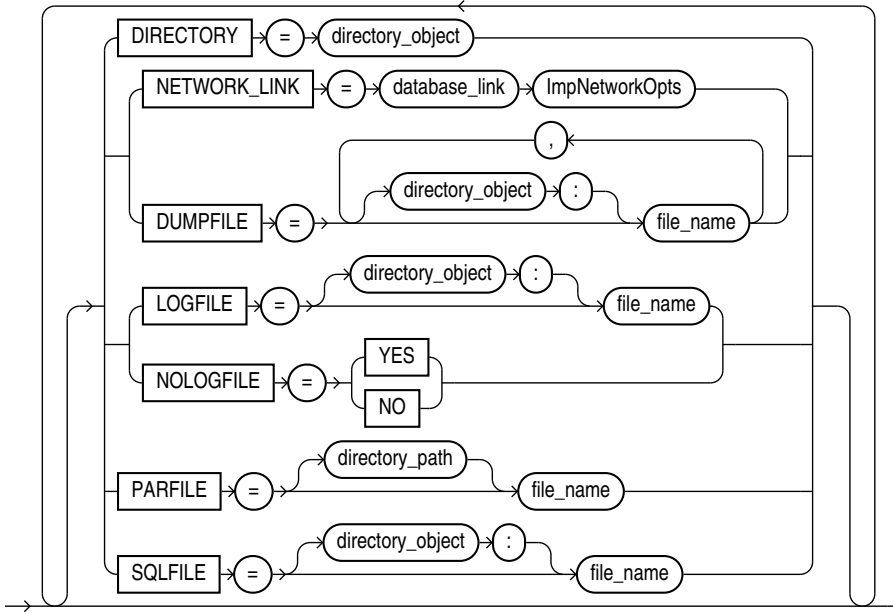 DIRECTORY = directory_object
NETWORK_LINK = database_link ImpNetworkOpts
,
directory_object :
DUMPFILE = file_name
directory_object :
LOGFILE = file_name
YES
NOLOGFILE =
NO
directory_path
PARFILE = file_name
directory_object :
SQLFILE = file_name